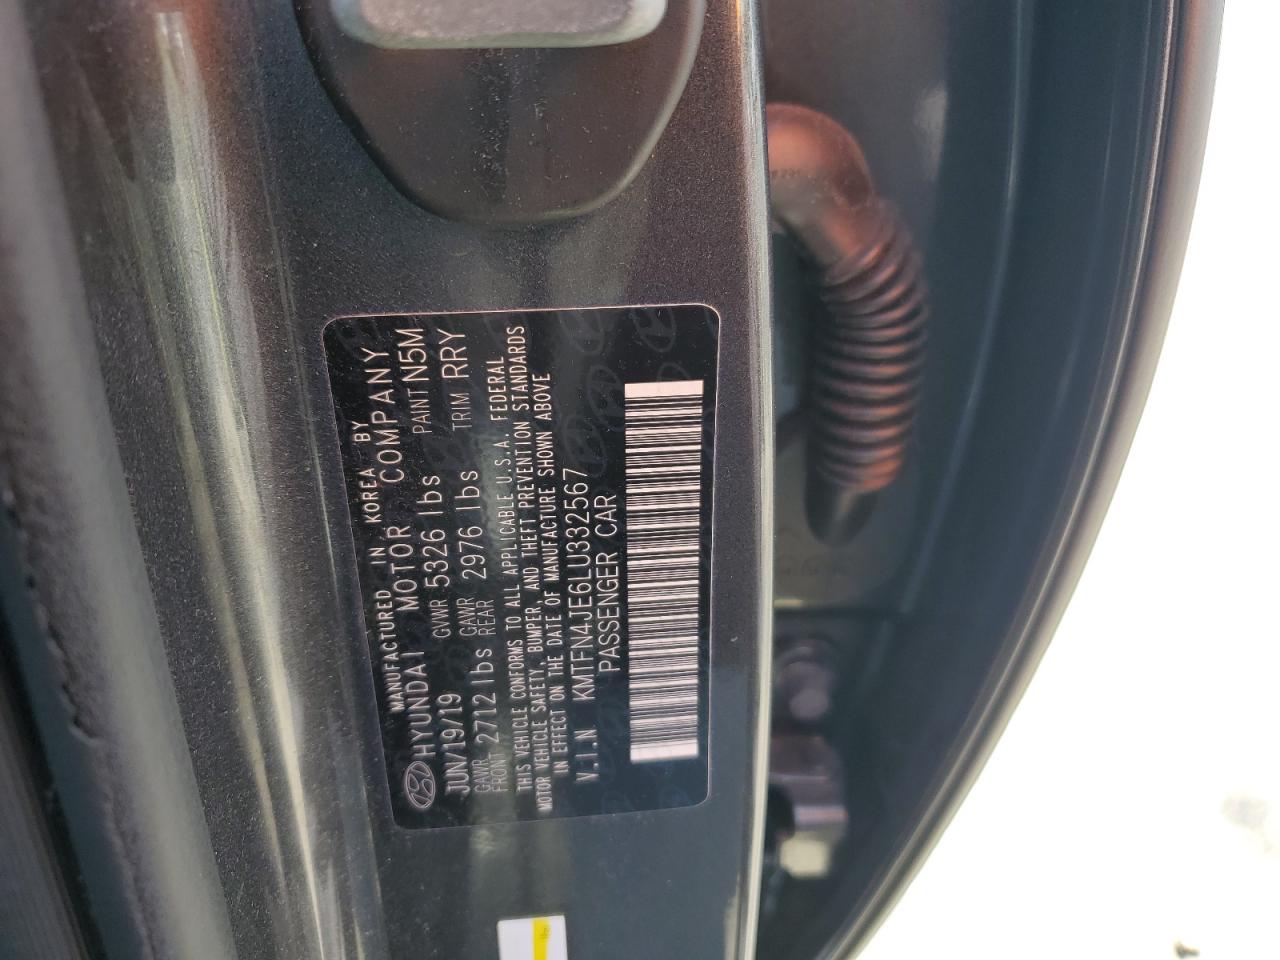 MANUFACTURED IN KOREA BY
HYUNDAI MOTOR COMPANY
JUN/19/19 GVWR 5326 lbs PAINT N5M
GAWR FRONT 2712 lbs GAWR REAR 2976 lbs TRIM RRY
THIS VEHICLE CONFORMS TO ALL APPLICABLE U.S.A. FEDERAL
MOTOR VEHICLE SAFETY, BUMPER, AND THEFT PREVENTION STANDARDS
IN EFFECT ON THE DATE OF MANUFACTURE SHOWN ABOVE
V.I.N KMTFN4JE6LU332567
PASSENGER CAR